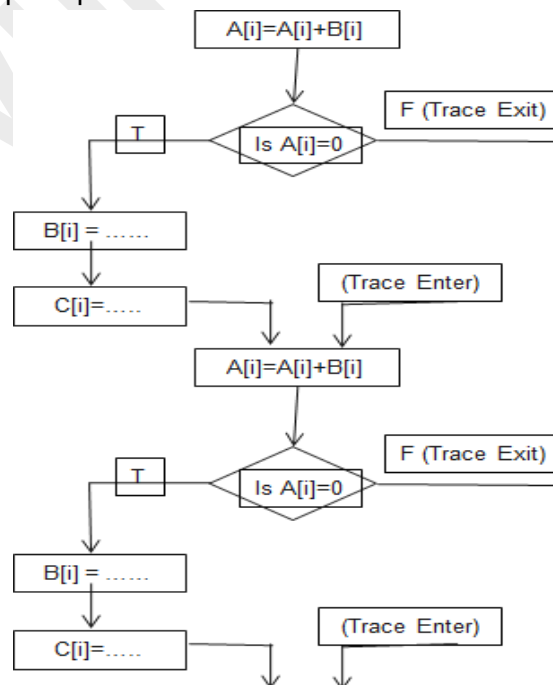 A[i]=A[i]+B[i]
F (Trace Exit)
T
Is A[i]=0
B[i] = ......
(Trace Enter)
C[i]=.....
A[i]=A[i]+B[i]
F (Trace Exit)
T
Is A[i]=0
B[i] = ......
(Trace Enter)
C[i]=.....